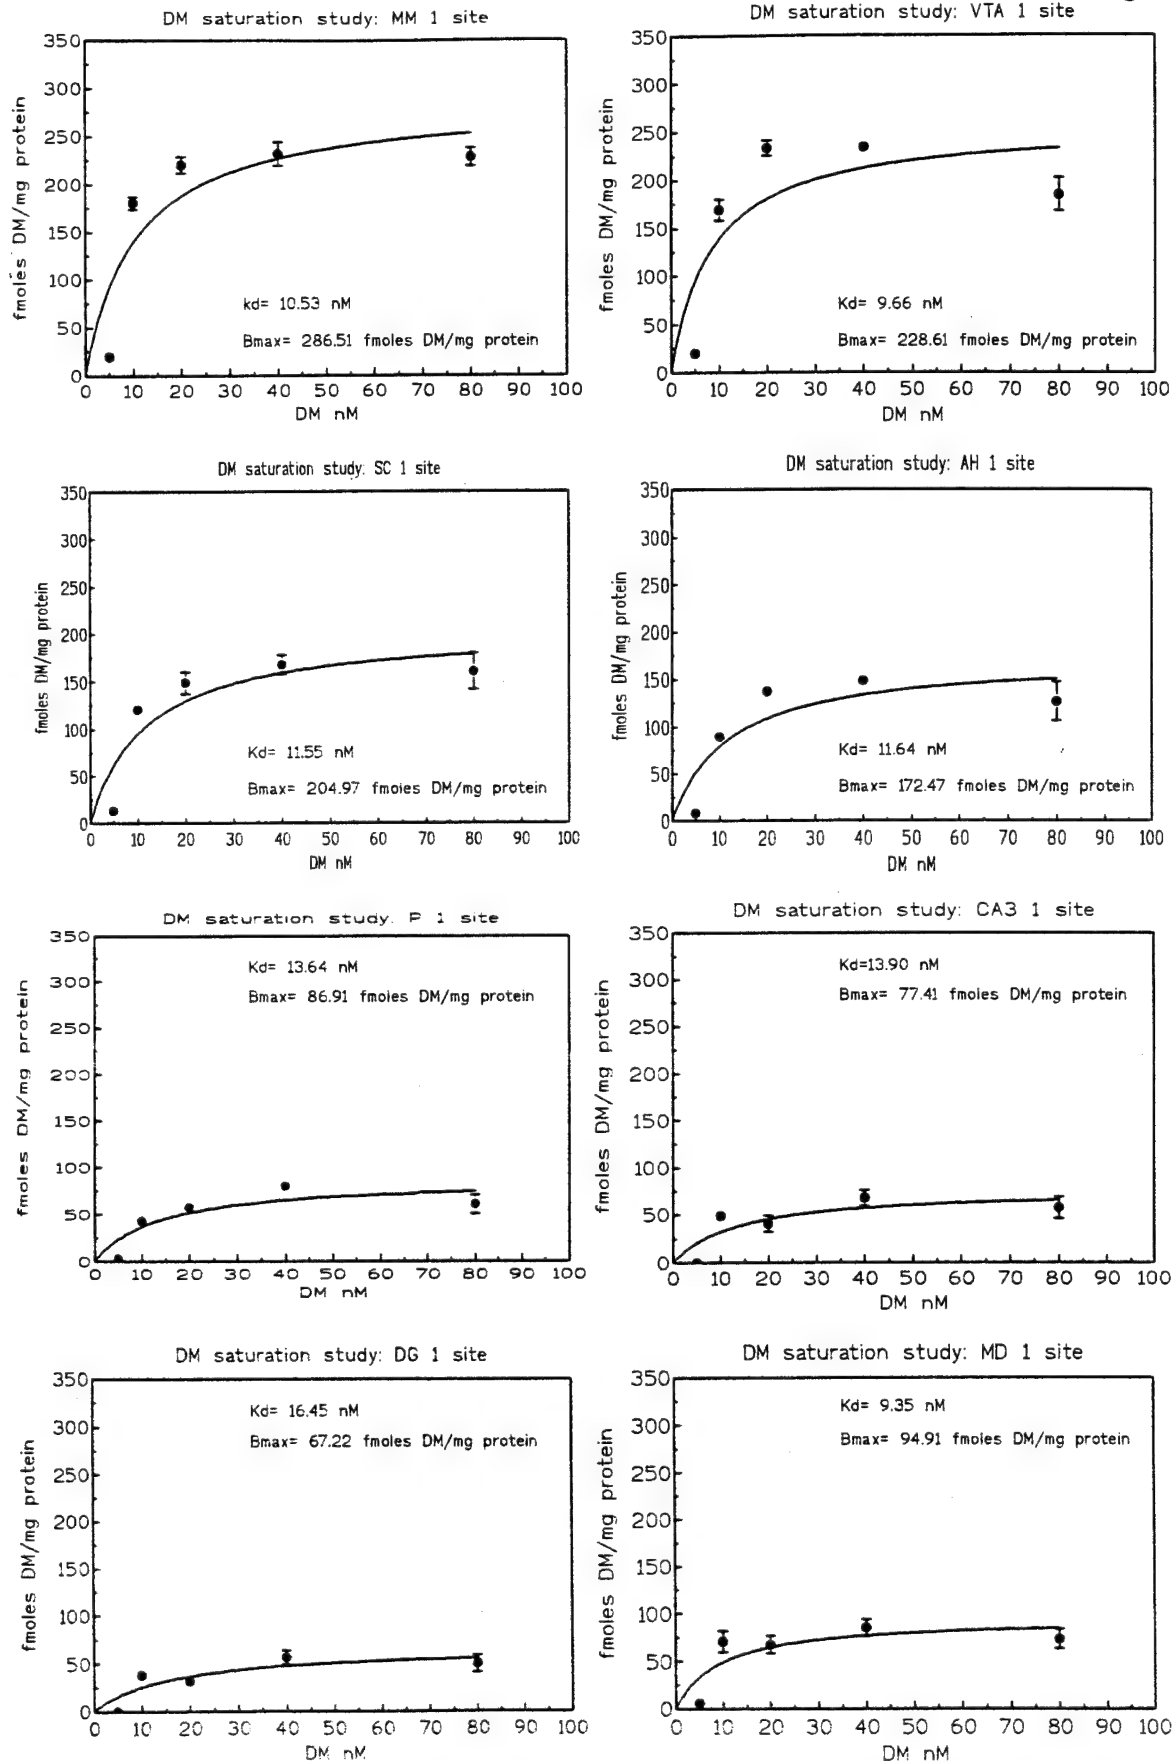 DM saturation study: MM 1 site
350
300
250
200
150
100
50
0
fmoles DM/mg protein
kd= 10.53 nM
Bmax= 286.51 fmoles DM/mg protein
0 10 20 30 40 50 60 70 80 90 100
DM nM
DM saturation study: VTA 1 site
350
300
250
200
150
100
50
0
fmoles DM/mg protein
Kd= 9.66 nM
Bmax= 228.61 fmoles DM/mg protein
0 10 20 30 40 50 60 70 80 90 100
DM nM
DM saturation study: SC 1 site
350
300
250
200
150
100
50
0
fmoles DM/mg protein
Kd= 11.55 nM
Bmax= 204.97 fmoles DM/mg protein
0 10 20 30 40 50 60 70 80 90 100
DM nM
DM saturation study: AH 1 site
350
300
250
200
150
100
50
0
fmoles DM/mg protein
Kd= 11.64 nM
Bmax= 172.47 fmoles DM/mg protein
0 10 20 30 40 50 60 70 80 90 100
DM nM
DM saturation study. P 1 site
350
300
250
200
150
100
50
0
fmoles DM/mg protein
Kd= 13.64 nM
Bmax= 86.91 fmoles DM/mg protein
0 10 20 30 40 50 60 70 80 90 100
DM nM
DM saturation study: CA3 1 site
350
300
250
200
150
100
50
0
fmoles DM/mg protein
Kd=13.90 nM
Bmax= 77.41 fmoles DM/mg protein
0 10 20 30 40 50 60 70 80 90 100
DM nM
DM saturation study: DG 1 site
350
300
250
200
150
100
50
0
fmoles DM/mg protein
Kd= 16.45 nM
Bmax= 67.22 fmoles DM/mg protein
0 10 20 30 40 50 60 70 80 90 100
DM nM
DM saturation study: MD 1 site
350
300
250
200
150
100
50
0
fmoles DM/mg protein
Kd= 9.35 nM
Bmax= 94.91 fmoles DM/mg protein
0 10 20 30 40 50 60 70 80 90 100
DM nM